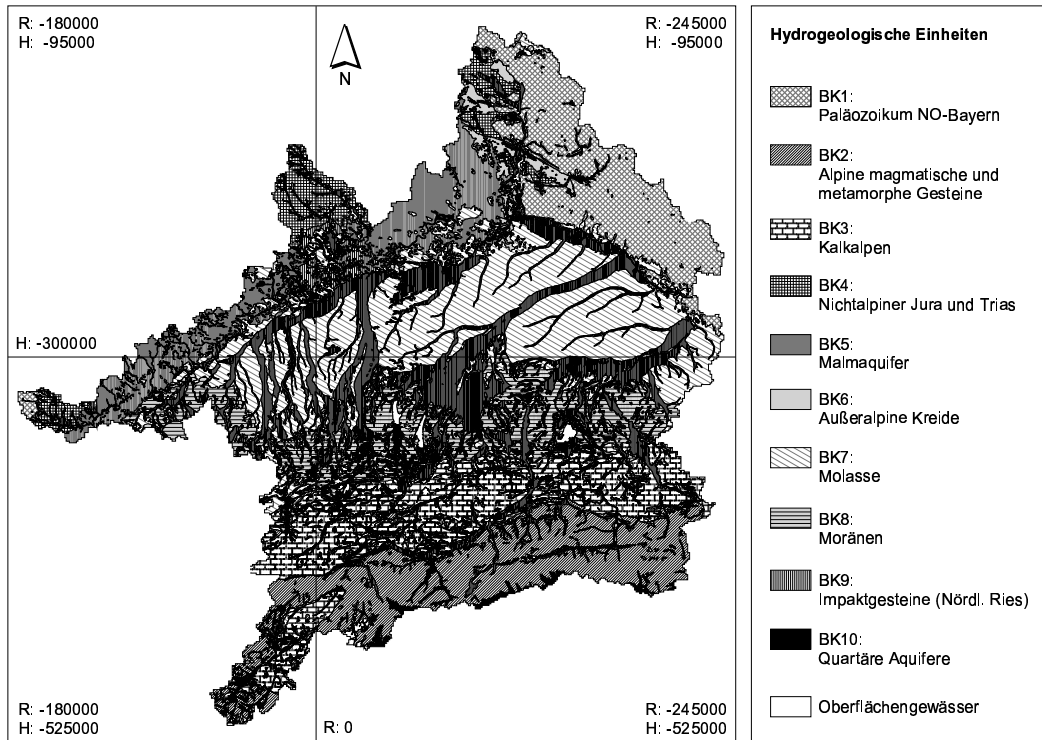 R: -180000
H: -95000
N
R: -245000
H: -95000
H: -300000
R: -180000
H: -525000
R: 0
R: -245000
H: -525000
Hydrogeologische Einheiten
BK1:
Paläozoikum NO-Bayern
BK2:
Alpine magmatische und
metamorphe Gesteine
BK3:
Kalkalpen
BK4:
Nichtalpiner Jura und Trias
BK5:
Malmaquifer
BK6:
Außeralpine Kreide
BK7:
Molasse
BK8:
Moränen
BK9:
Impaktgesteine (Nördl. Ries)
BK10:
Quartäre Aquifere
Oberflächengewässer